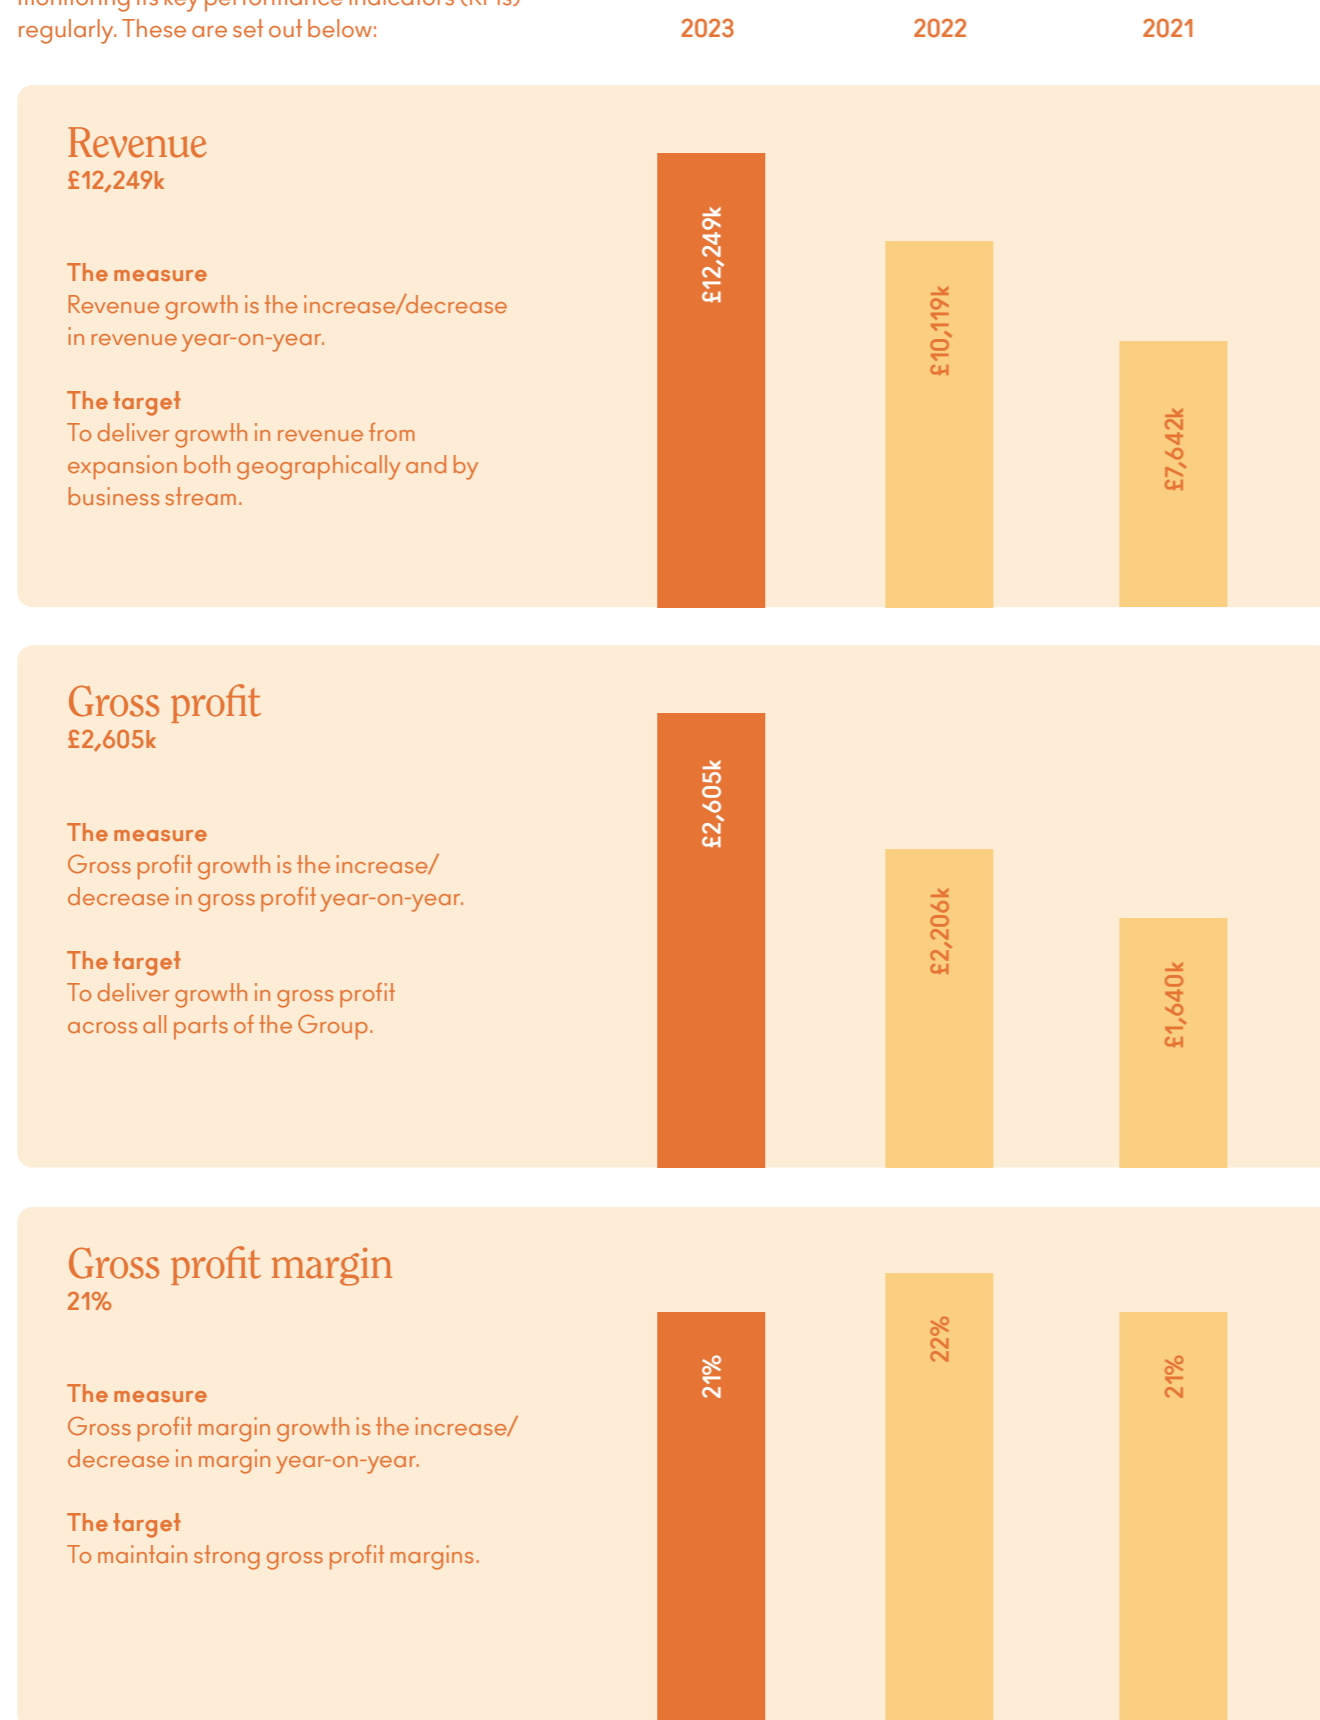 monitoring its key performance indicators (KPIs)
regularly. These are set out below:
2023 2022 2021
Revenue
£12,249k
The measure
Revenue growth is the increase/decrease
in revenue year-on-year.
The target
To deliver growth in revenue from
expansion both geographically and by
business stream.
£12,249k
£10,119k
£7,642k
Gross profit
£2,605k
The measure
Gross profit growth is the increase/
decrease in gross profit year-on-year.
The target
To deliver growth in gross profit
across all parts of the Group.
£2,605k
£2,206k
£1,640k
Gross profit margin
21%
The measure
Gross profit margin growth is the increase/
decrease in margin year-on-year.
The target
To maintain strong gross profit margins.
21%
22%
21%